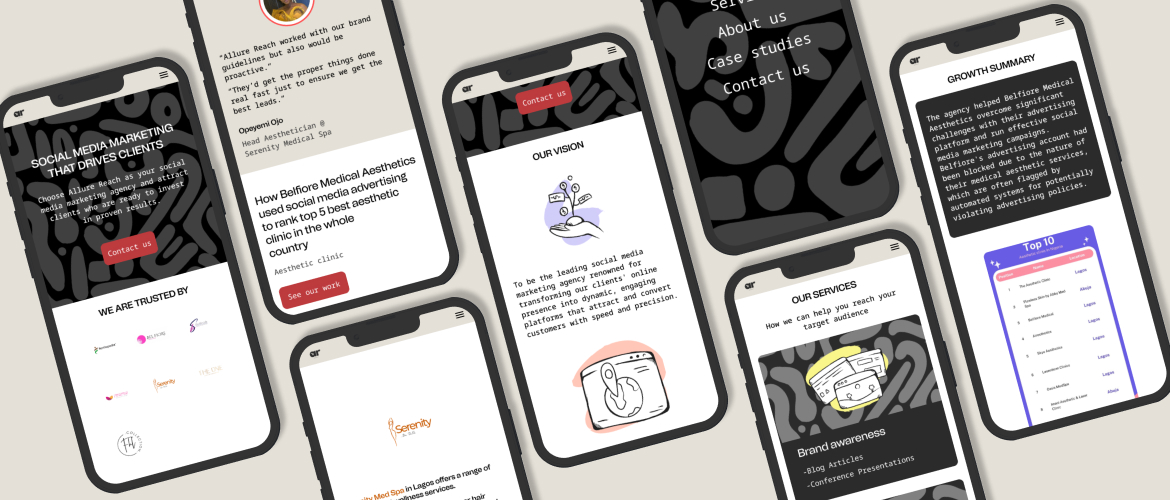 ar
SOCIAL MEDIA MARKETING
THAT DRIVES CLIENTS
Choose Allure Reach as your social
media marketing agency and attract
clients who are ready to invest
in proven results.
Contact us
WE ARE TRUSTED BY
Serenity
"Allure Reach worked with our brand
guidelines but also would be
proactive."
"They'd get the proper things done
real fast just to ensure we get the
best leads."
Opeyemi Ojo
Head Aesthetician @
Serenity Medical Spa
How Belfiore Medical Aesthetics
used social media advertising
to rank top 5 best aesthetic
clinic in the whole
country
Aesthetic clinic
See our work
ar
Serenity
ity Med Spa in Lagos offers a range of
llness services.
hair
ar
Contact us
OUR VISION
To be the leading social media
marketing agency renowned for
transforming our clients' online
presence into dynamic, engaging
platforms that attract and convert
customers with speed and precision.
About us
Case studies
Contact us
ar
OUR SERVICES
How we can help you reach your
target audience
Brand awareness
-Blog Articles
-Conference Presentations
ar
GROWTH SUMMARY
The agency helped Belfiore Medical
Aesthetics overcome significant
challenges with their advertising
platform and run effective social
media marketing campaigns.
Belfiore's advertising account had
been blocked due to the nature of
their medical aesthetic services,
which are often flagged by
automated systems for potentially
violating advertising policies.
Top 10
Lagos
Abuja
Lagos
Lagos
Lagos
Lagos
Lagos
Abuja